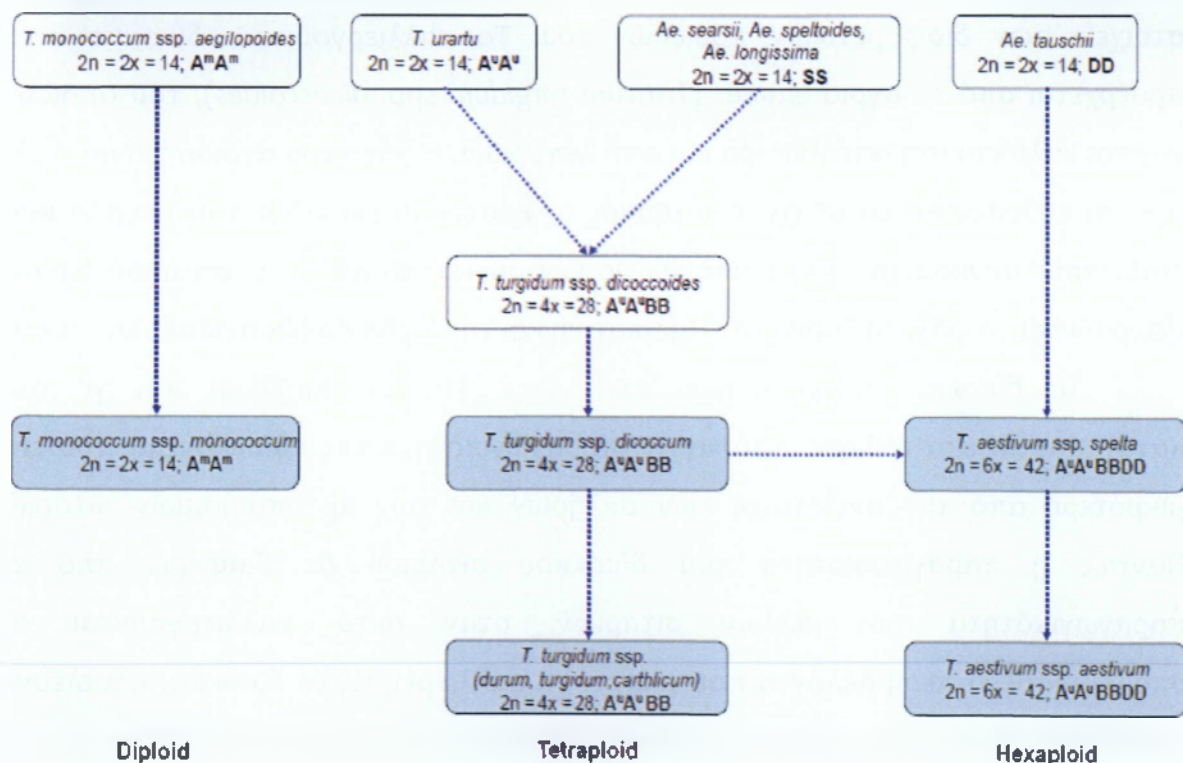 T. monococcum ssp. aegilopoides
2n = 2x = 14; AᵐAᵐ
T. urartu
2n = 2x = 14; AᵘAᵘ
Ae. searsii, Ae. speltoides,
Ae. longissima
2n = 2x = 14; SS
Ae. tauschii
2n = 2x = 14; DD
T. turgidum ssp. dicoccoides
2n = 4x = 28; AᵘAᵘBB
T. monococcum ssp. monococcum
2n = 2x = 14; AᵐAᵐ
T. turgidum ssp. dicoccum
2n = 4x = 28; AᵘAᵘBB
T. aestivum ssp. spelta
2n = 6x = 42; AᵘAᵘBBDD
T. turgidum ssp.
(durum, turgidum,carthlicum)
2n = 4x = 28; AᵘAᵘBB
T. aestivum ssp. aestivum
2n = 6x = 42; AᵘAᵘBBDD
Diploid
Tetraploid
Hexaploid